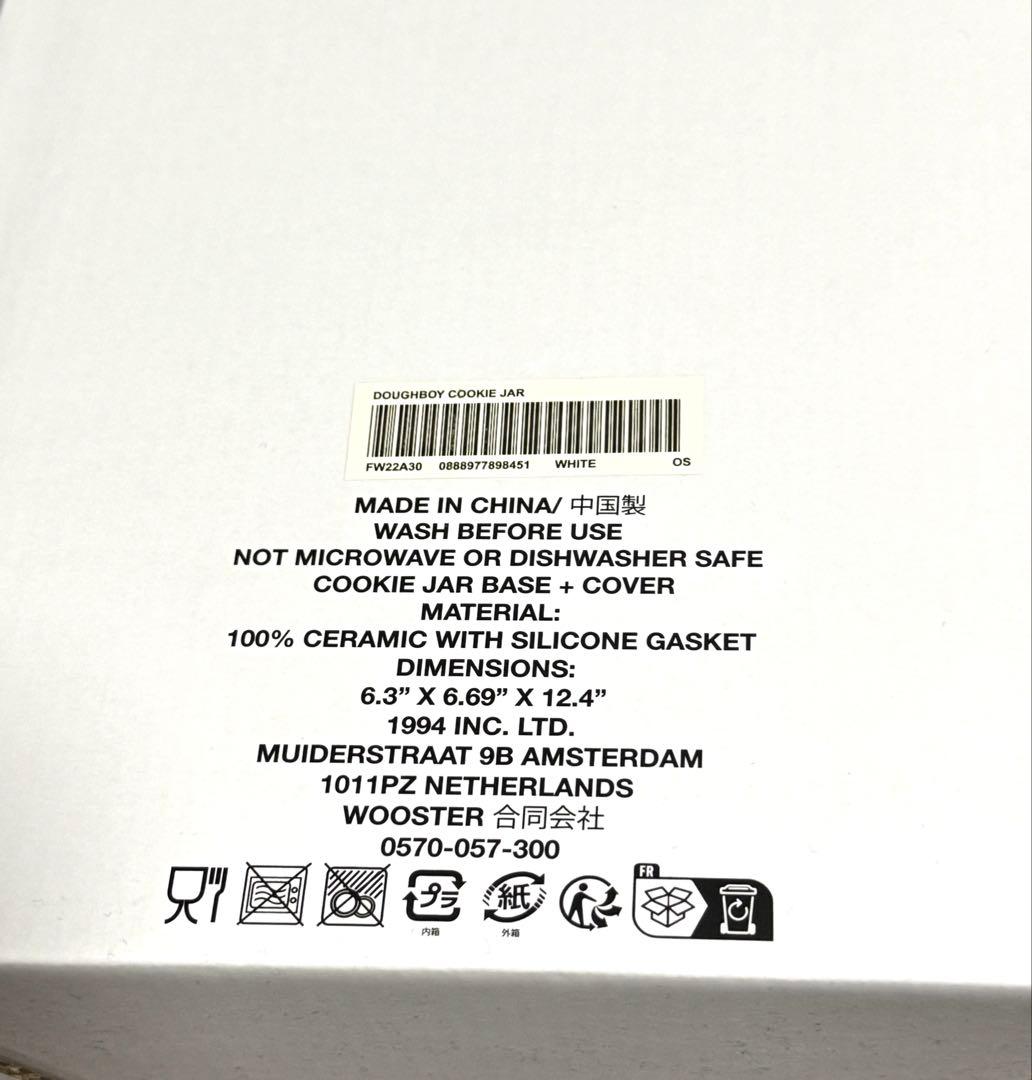 DOUGHBOY COOKIE JAR
FW22A30 0888977898451 WHITE OS
MADE IN CHINA/ 中国製
WASH BEFORE USE
NOT MICROWAVE OR DISHWASHER SAFE
COOKIE JAR BASE + COVER
MATERIAL:
100% CERAMIC WITH SILICONE GASKET
DIMENSIONS:
6.3” X 6.69” X 12.4”
1994 INC. LTD.
MUIDERSTRAAT 9B AMSTERDAM
1011PZ NETHERLANDS
WOOSTER 合同会社
0570-057-300
プラ 紙 FR
内箱 外箱